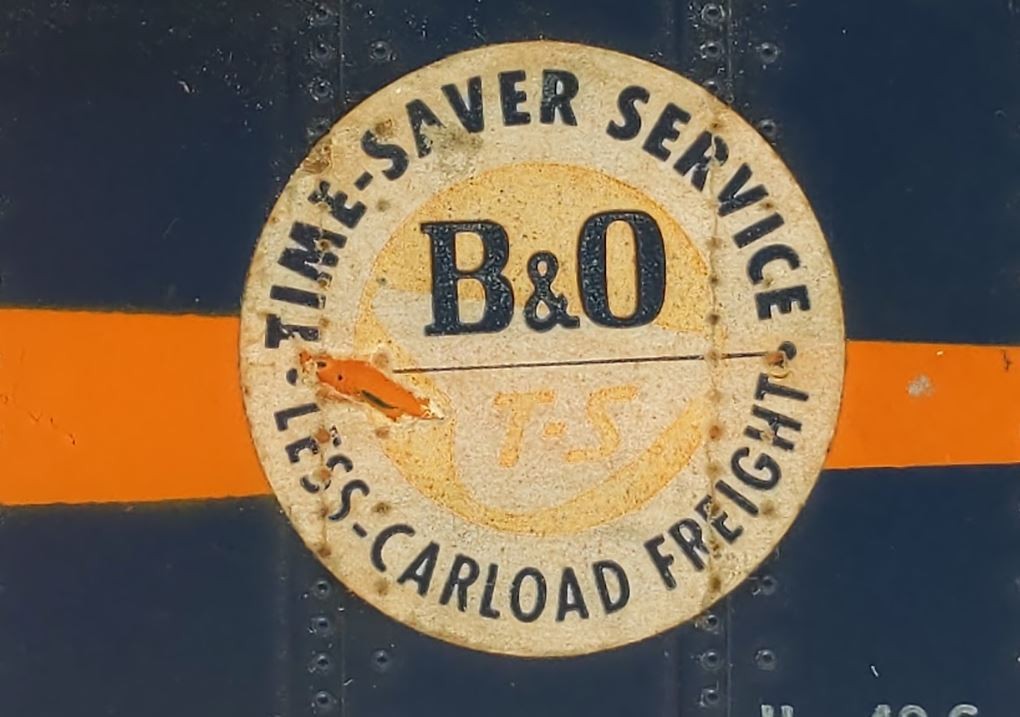 TIME-SAVER SERVICE
B&O
T·S
·LESS-CARLOAD FREIGHT·